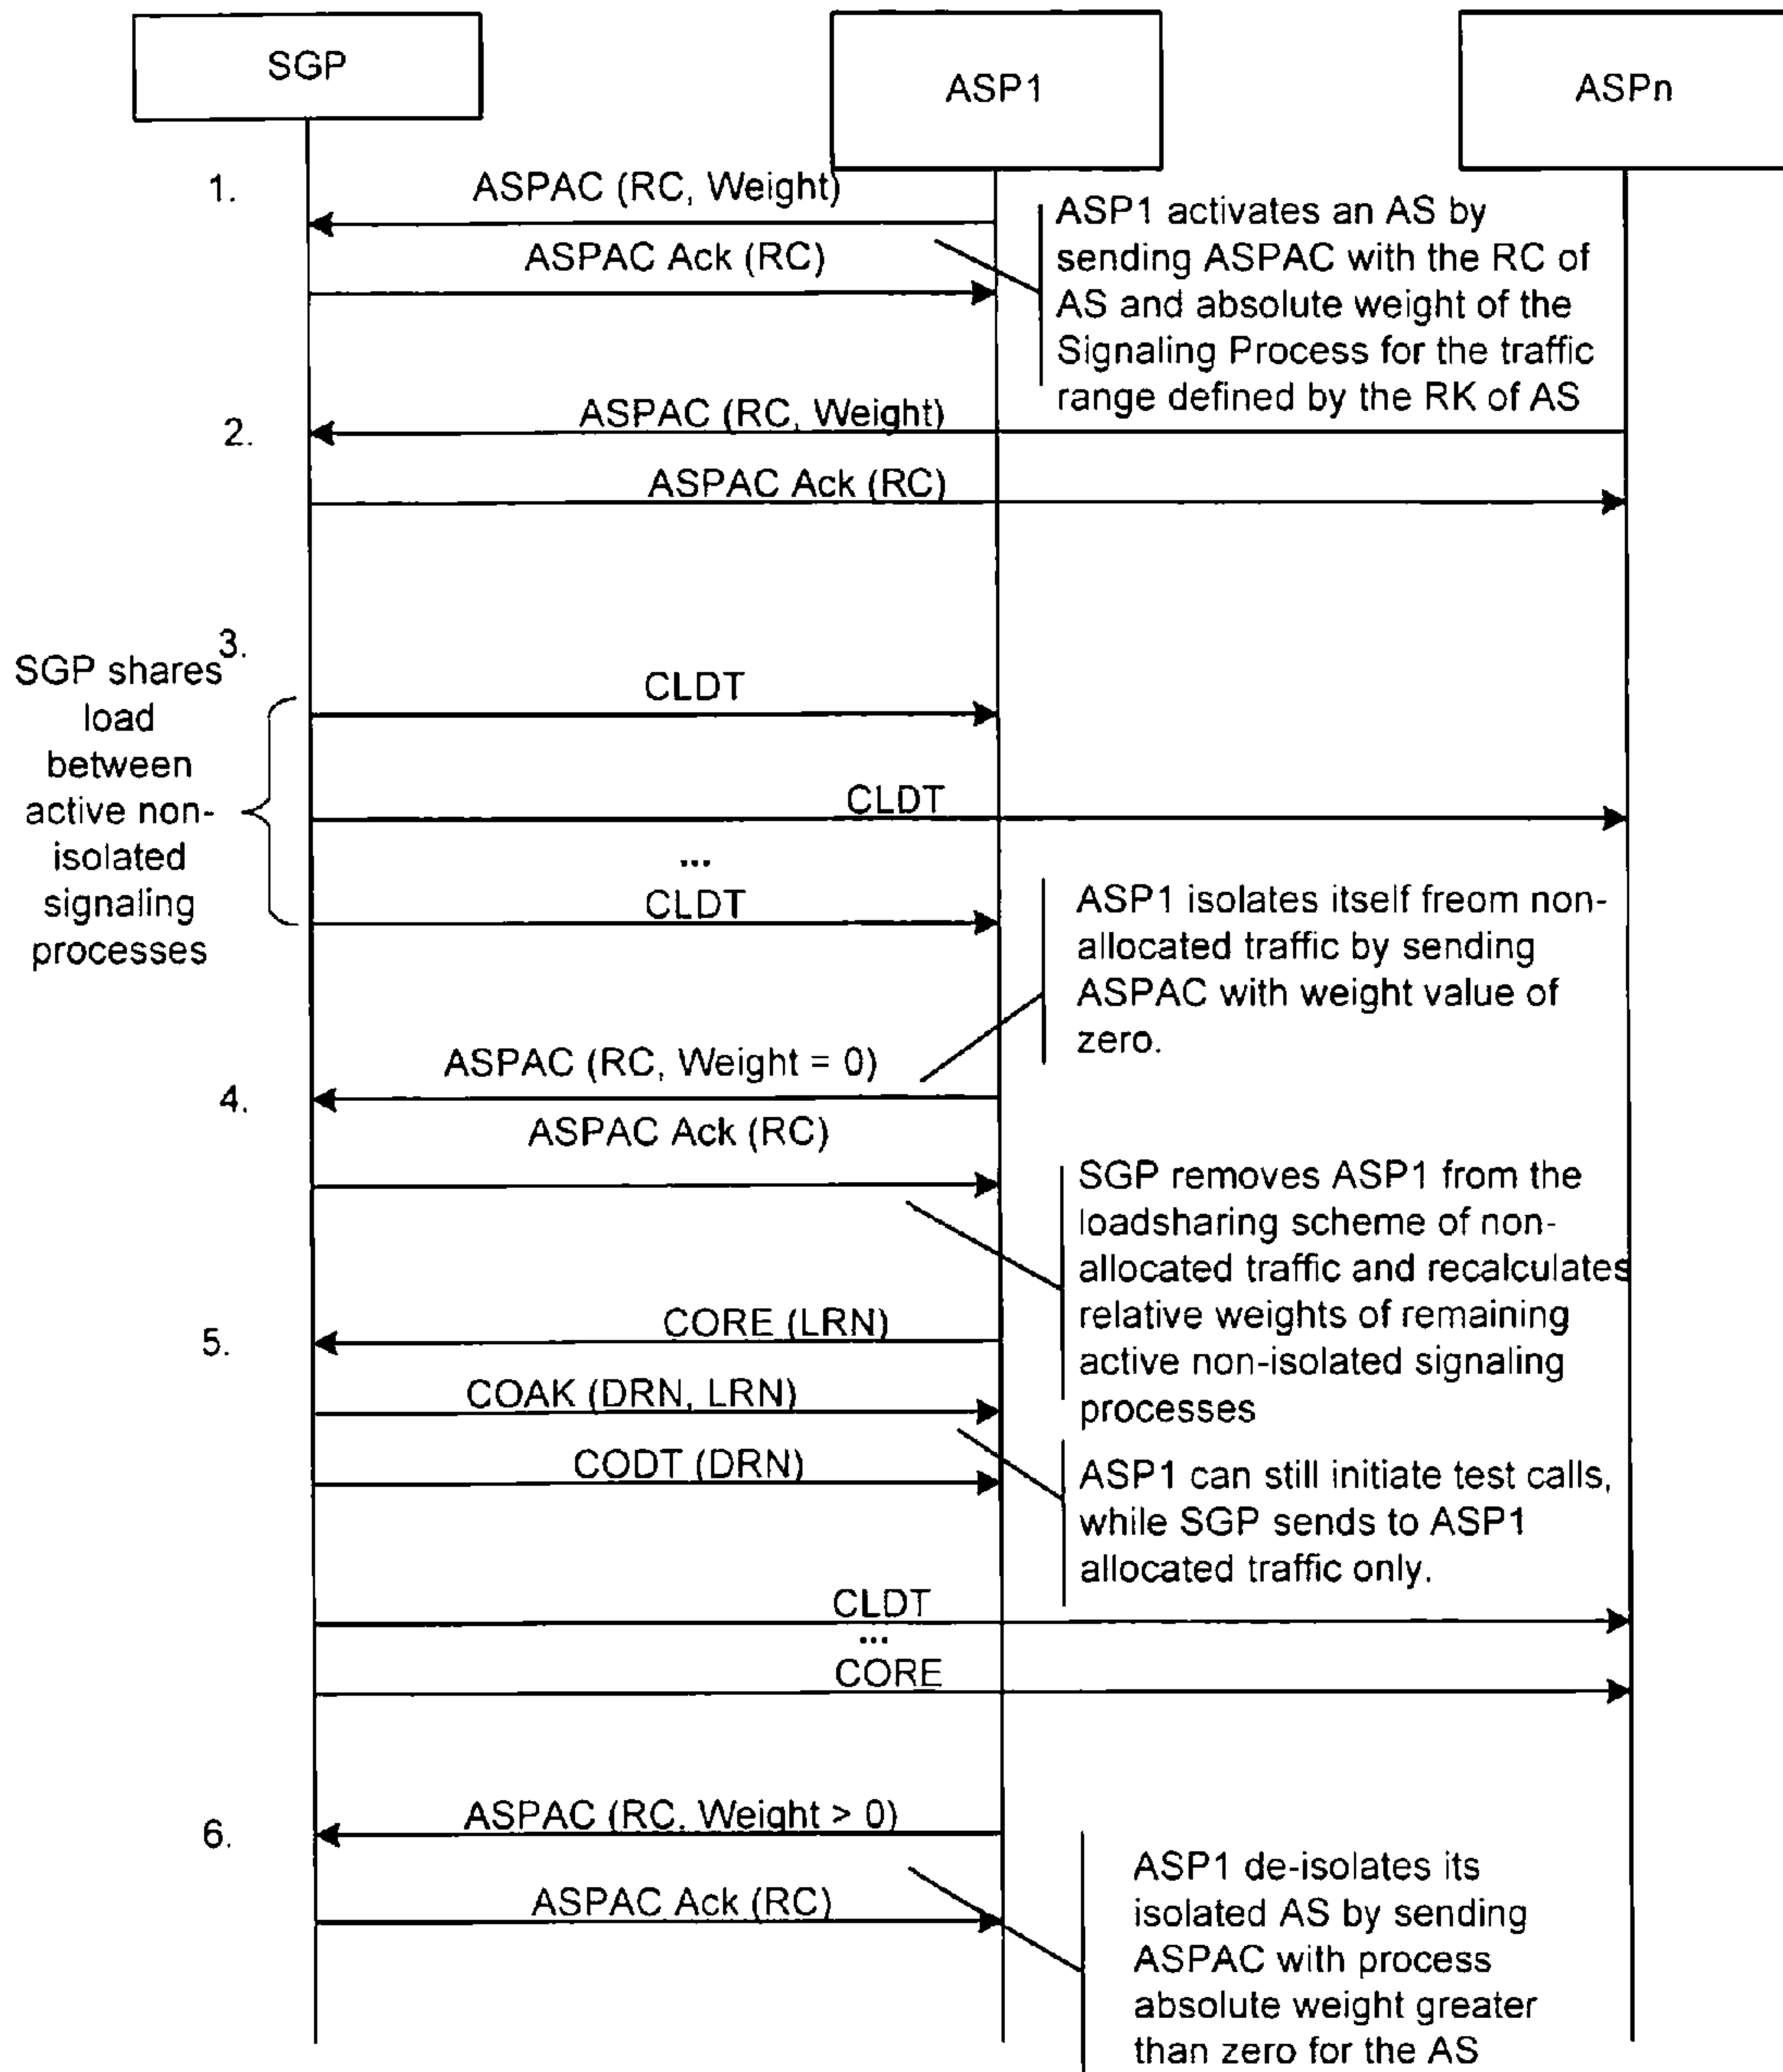 SGP
ASP1
ASPn
1.
ASPAC (RC, Weight)
ASPAC Ack (RC)
ASP1 activates an AS by
sending ASPAC with the RC of
AS and absolute weight of the
Signaling Process for the traffic
range defined by the RK of AS
2.
ASPAC (RC, Weight)
ASPAC Ack (RC)
3.
SGP shares
load
between
active non-
isolated
signaling
processes
CLDT
CLDT
...
CLDT
ASP1 isolates itself freom non-
allocated traffic by sending
ASPAC with weight value of
zero.
4.
ASPAC (RC, Weight = 0)
ASPAC Ack (RC)
SGP removes ASP1 from the
loadsharing scheme of non-
allocated traffic and recalculates
relative weights of remaining
active non-isolated signaling
processes
5.
CORE (LRN)
COAK (DRN, LRN)
CODT (DRN)
ASP1 can still initiate test calls,
while SGP sends to ASP1
allocated traffic only.
CLDT
...
CORE
6.
ASPAC (RC, Weight > 0)
ASPAC Ack (RC)
ASP1 de-isolates its
isolated AS by sending
ASPAC with process
absolute weight greater
than zero for the AS